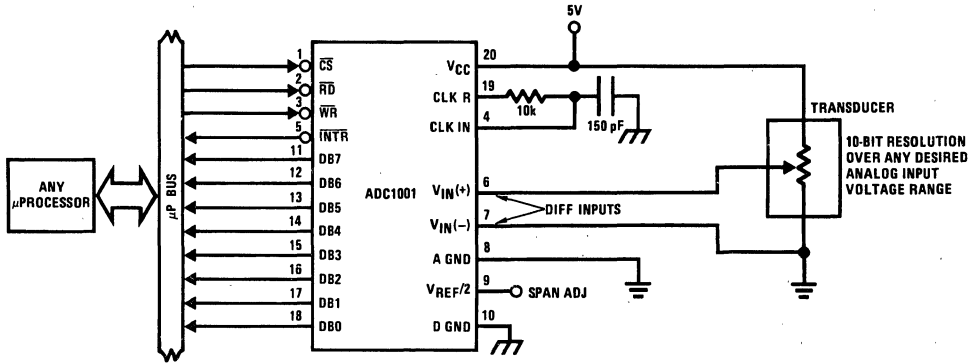 5V
1
CS
2
RD
3
WR
5
INTR
11
DB7
12
DB6
13
DB5
14
DB4
15
DB3
16
DB2
17
DB1
18
DB0
ANY
µPROCESSOR
µP BUS
ADC1001
20
VCC
19
CLK R
10k
150 pF
4
CLK IN
6
VIN(+)
DIFF INPUTS
7
VIN(−)
8
A GND
9
VREF/2
SPAN ADJ
10
D GND
TRANSDUCER
10-BIT RESOLUTION
OVER ANY DESIRED
ANALOG INPUT
VOLTAGE RANGE